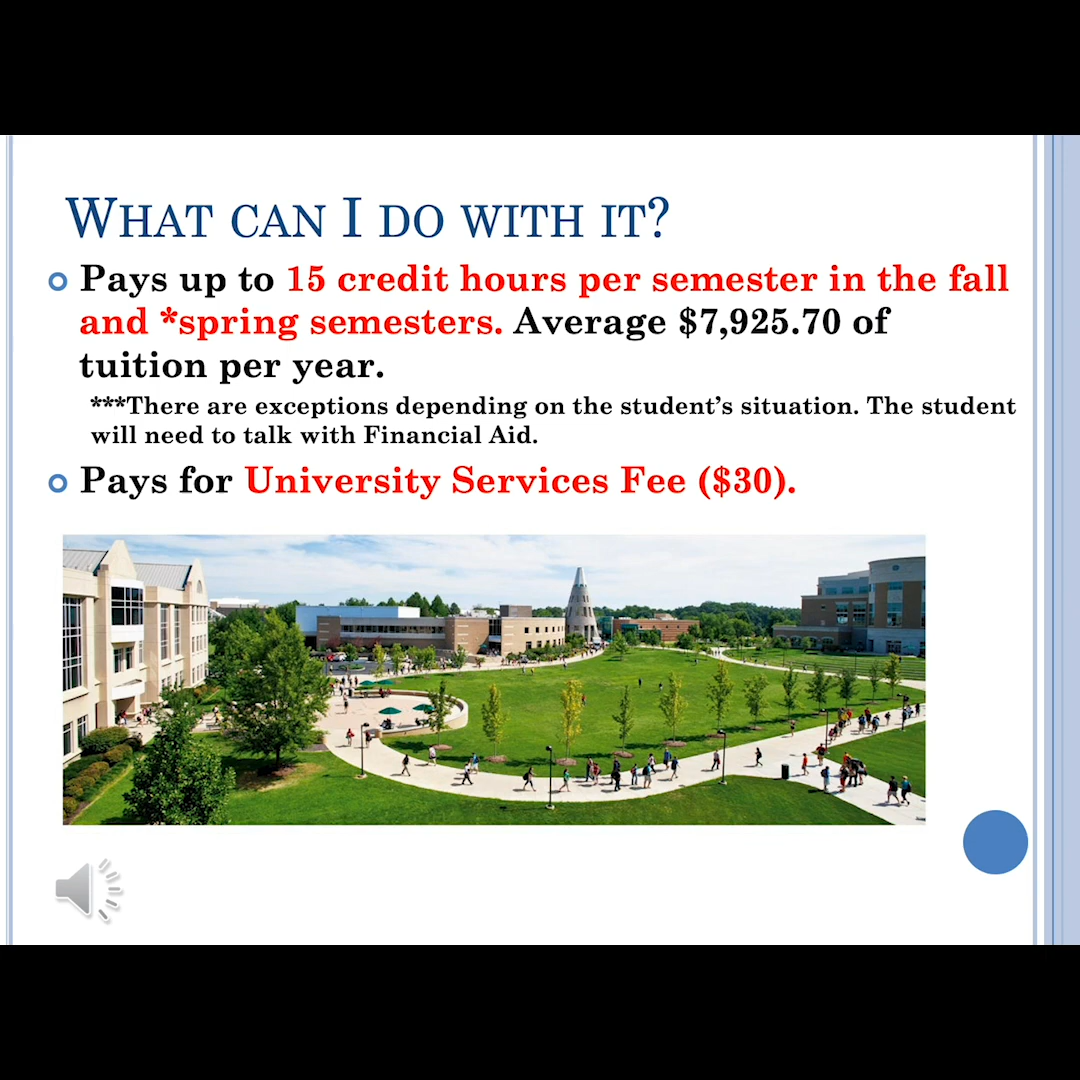 WHAT CAN I DO WITH IT?
Pays up to 15 credit hours per semester in the fall
and *spring semesters. Average $7,925.70 of
tuition per year.
***There are exceptions depending on the student's situation. The student
will need to talk with Financial Aid.
Pays for University Services Fee ($30).